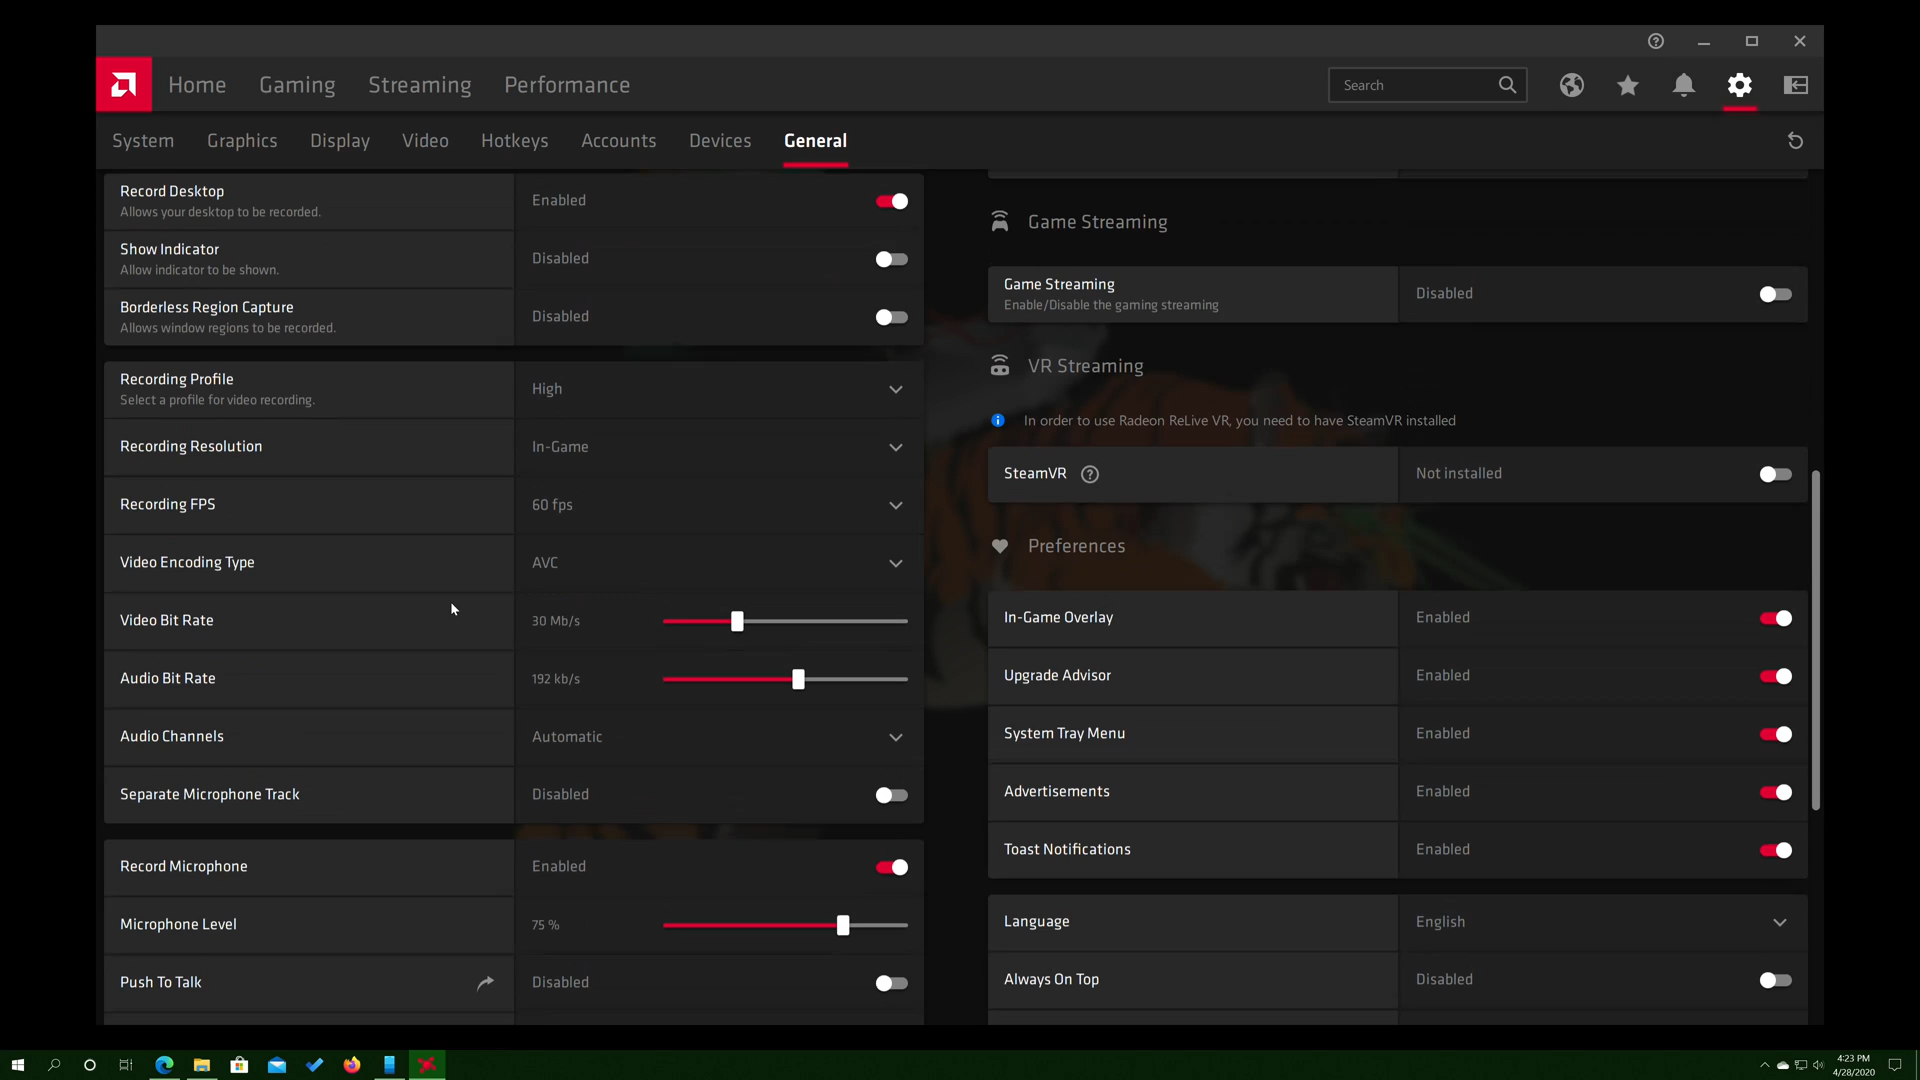 Home Gaming Streaming Performance
Search
System Graphics Display Video Hotkeys Accounts Devices General
Record Desktop
Allows your desktop to be recorded.
Enabled
Show Indicator
Allow indicator to be shown.
Disabled
Borderless Region Capture
Allows window regions to be recorded.
Disabled
Recording Profile
Select a profile for video recording.
High
Recording Resolution
In-Game
Recording FPS
60 fps
Video Encoding Type
AVC
Video Bit Rate
30 Mb/s
Audio Bit Rate
192 kb/s
Audio Channels
Automatic
Separate Microphone Track
Disabled
Record Microphone
Enabled
Microphone Level
75 %
Push To Talk
Disabled
Game Streaming
Game Streaming
Enable/Disable the gaming streaming
Disabled
VR Streaming
In order to use Radeon ReLive VR, you need to have SteamVR installed
SteamVR
Not installed
Preferences
In-Game Overlay
Enabled
Upgrade Advisor
Enabled
System Tray Menu
Enabled
Advertisements
Enabled
Toast Notifications
Enabled
Language
English
Always On Top
Disabled
4:23 PM
4/28/2020